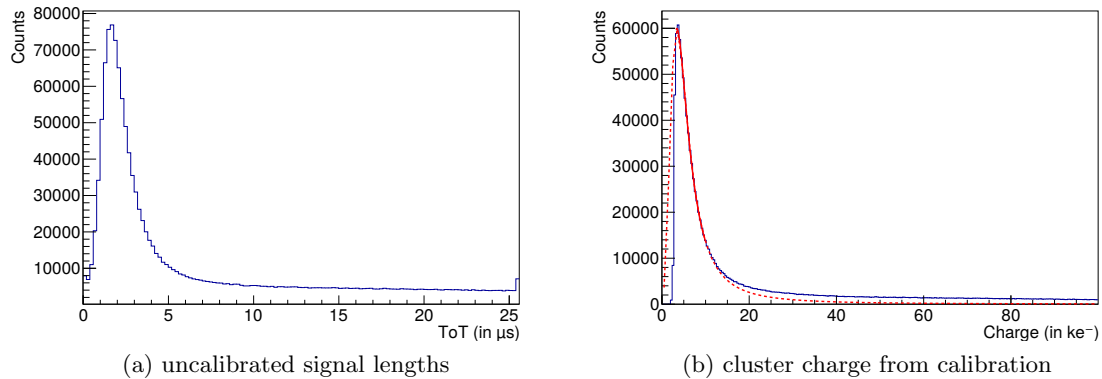 Counts
80000
70000
60000
50000
40000
30000
20000
10000
0 5 10 15 20 25
ToT (in μs)
(a) uncalibrated signal lengths
Counts
60000
50000
40000
30000
20000
10000
0
0 20 40 60 80
Charge (in ke⁻)
(b) cluster charge from calibration